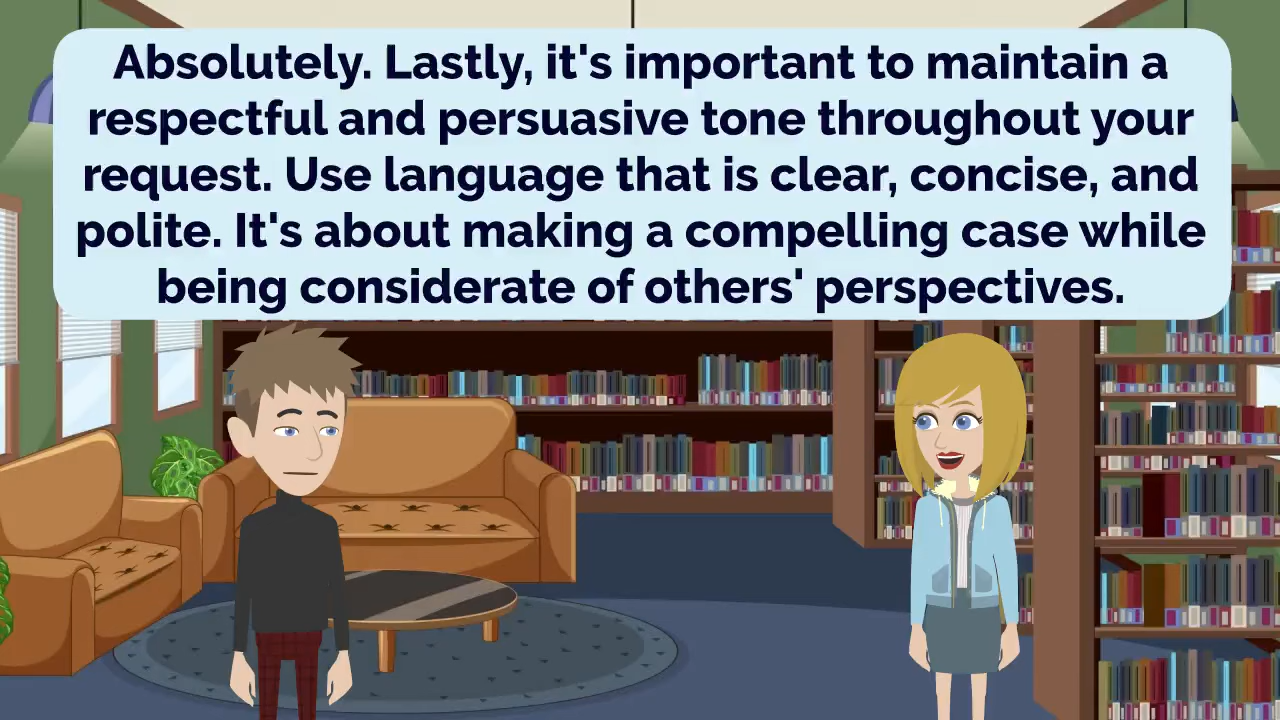 Absolutely. Lastly, it's important to maintain a
respectful and persuasive tone throughout your
request. Use language that is clear, concise, and
polite. It's about making a compelling case while
being considerate of others' perspectives.